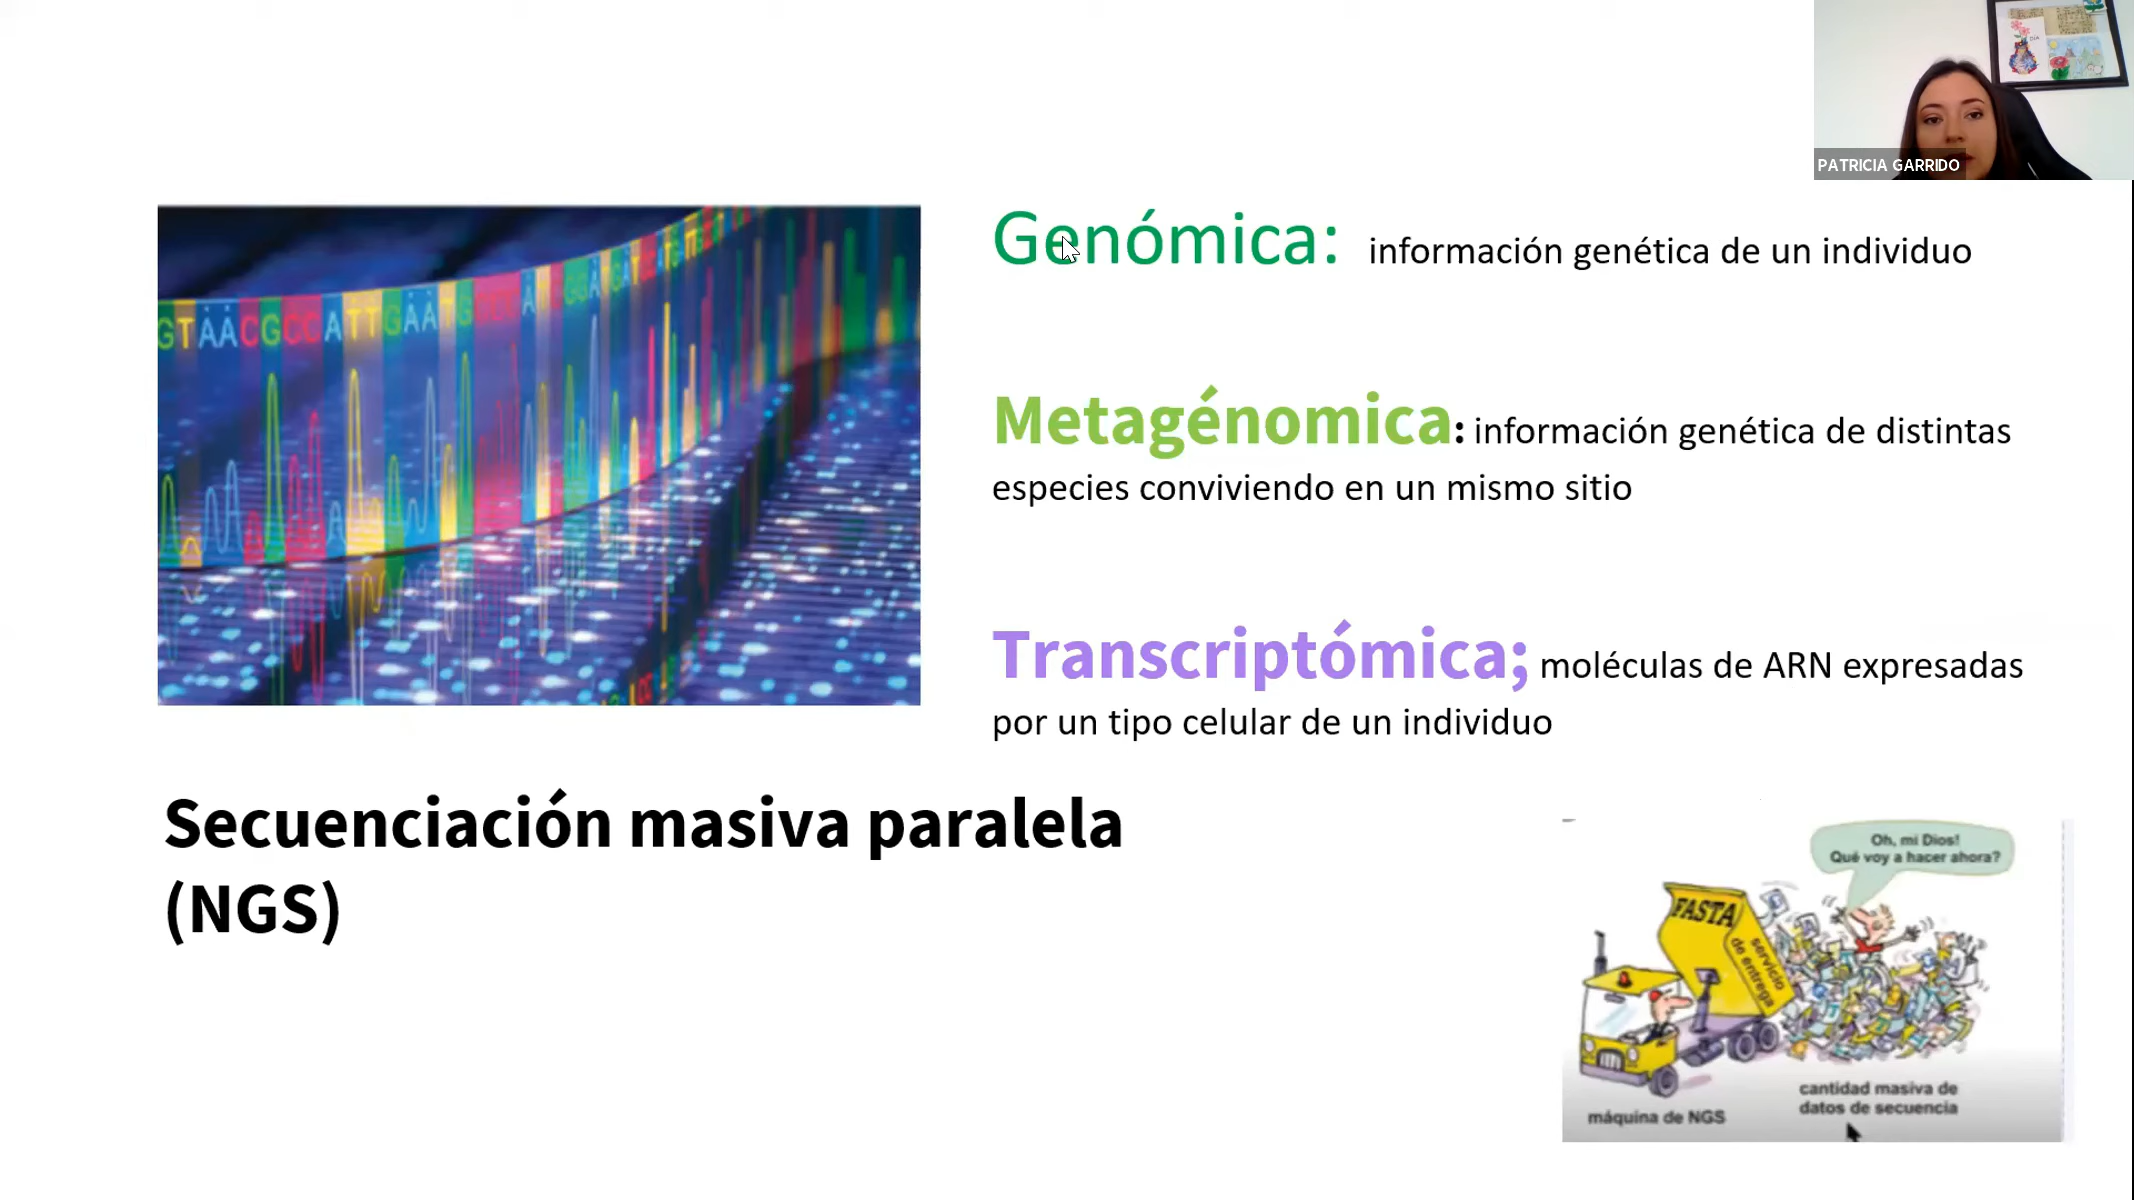 PATRICIA GARRIDO
Genómica: información genética de un individuo
Metagénomica: información genética de distintas
especies conviviendo en un mismo sitio
Transcriptómica; moléculas de ARN expresadas
por un tipo celular de un individuo
GTAACGCCATTGAATG
Secuenciación masiva paralela
(NGS)
Oh, mi Dios!
Qué voy a hacer ahora?
FASTA
servicio
de entrega
cantidad masiva de
datos de secuencia
máquina de NGS